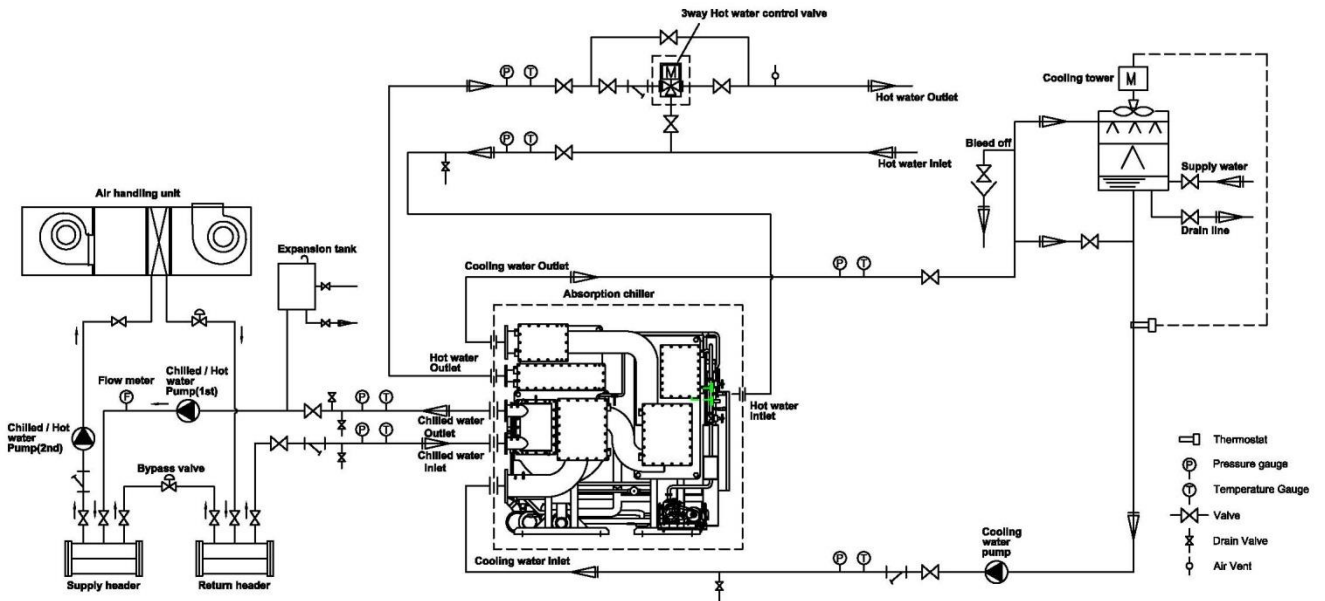 3way Hot water control valve
P
T
M
Hot water Outlet
Cooling tower
M
Bleed off
P
T
Hot water Inlet
Supply water
Drain line
Air handling unit
Expansion tank
Cooling water Outlet
P
T
Absorption chiller
Hot water
Outlet
Flow meter
F
Chilled / Hot
water
Pump(1st)
P
T
Chilled water
Outlet
Hot water
Inlet
Chilled / Hot
water
Pump(2nd)
P
T
Chilled water
Inlet
Bypass valve
Supply header
Return header
Cooling water Inlet
P
T
Cooling
water
pump
Thermostat
P
Pressure gauge
T
Temperature Gauge
Valve
Drain Valve
Air Vent